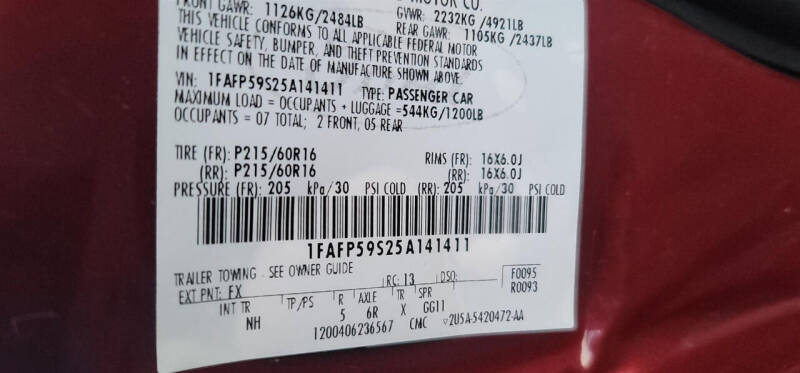 FRONT GAWR: 1126KG/2484LB GVWR: 2232KG/4921LB
MOTOR CO.
REAR GAWR: 1105KG/2437LB
THIS VEHICLE CONFORMS TO ALL APPLICABLE FEDERAL MOTOR
VEHICLE SAFETY, BUMPER, AND THEFT PREVENTION STANDARDS
IN EFFECT ON THE DATE OF MANUFACTURE SHOWN ABOVE.
VIN: 1FAFP59S25A141411 TYPE: PASSENGER CAR
MAXIMUM LOAD = OCCUPANTS + LUGGAGE =544KG/1200LB
OCCUPANTS = 07 TOTAL; 2 FRONT, 05 REAR
TIRE (FR): P215/60R16 RIMS (FR): 16X6.0J
(RR): P215/60R16 (RR): 16X6.0J
PRESSURE (FR): 205 kPa/30 PSI COLD (RR): 205 kPa/30 PSI COLD
1FAFP59S25A141411
TRAILER TOWING - SEE OWNER GUIDE
EXT PNT: FX RC: 13 DSO: F0095
R0093
INT TR TP/PS R AXLE TR SPR
NH 5 6R X GG11
1200406236567 CMC ▽2U5A-5420472-AA